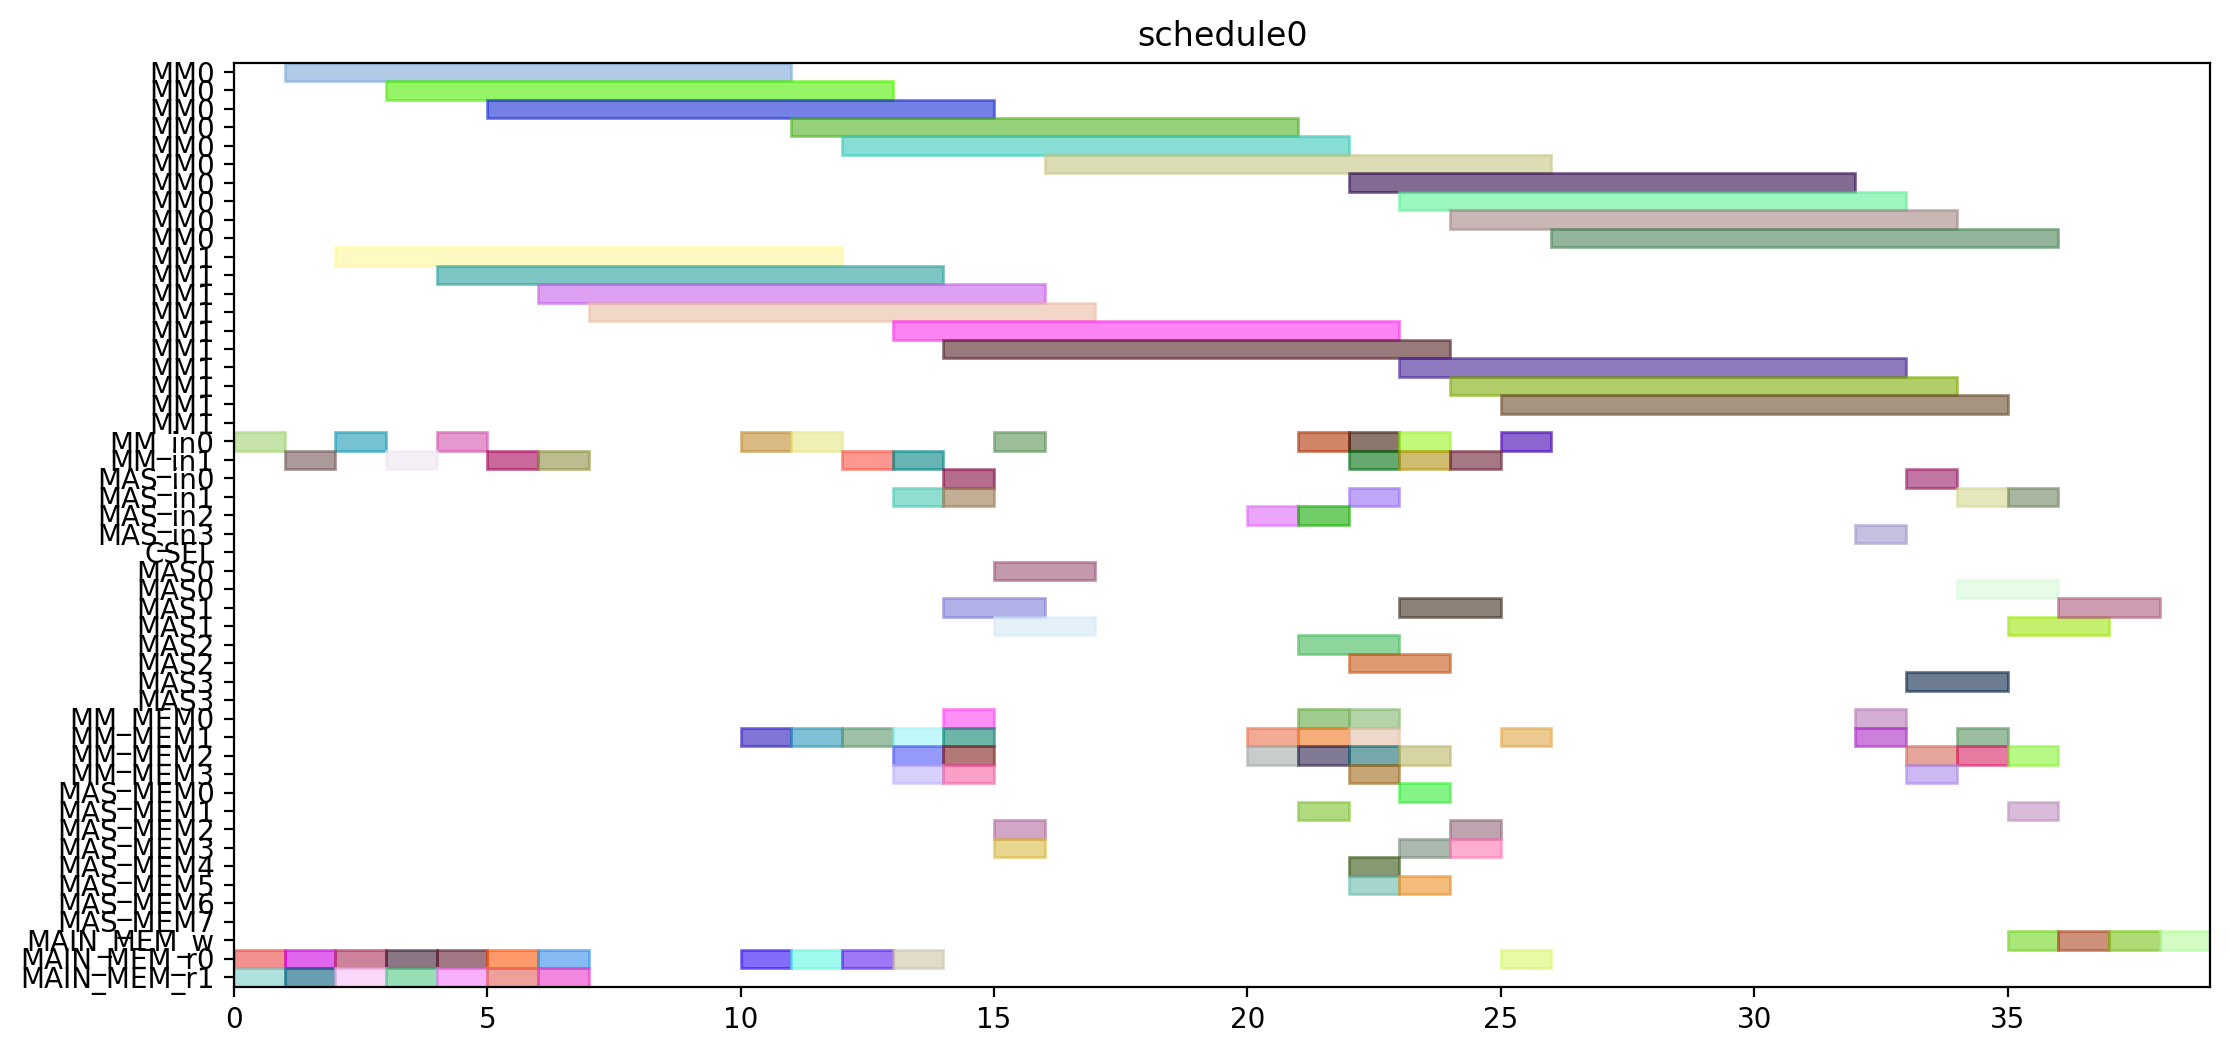 schedule0
MM0
MM0
MM0
MM0
MM0
MM0
MM0
MM0
MM0
MM0
MM1
MM1
MM1
MM1
MM1
MM1
MM1
MM1
MM1
MM1
MM_in0
MM_in1
MAS_in0
MAS_in1
MAS_in2
MAS_in3
CSEL
MAS0
MAS0
MAS1
MAS1
MAS2
MAS2
MAS3
MAS3
MM_MEM0
MM_MEM1
MM_MEM2
MM_MEM3
MAS_MEM0
MAS_MEM1
MAS_MEM2
MAS_MEM3
MAS_MEM4
MAS_MEM5
MAS_MEM6
MAS_MEM7
MAIN_MEM_w
MAIN_MEM_r0
MAIN_MEM_r1
0 5 10 15 20 25 30 35